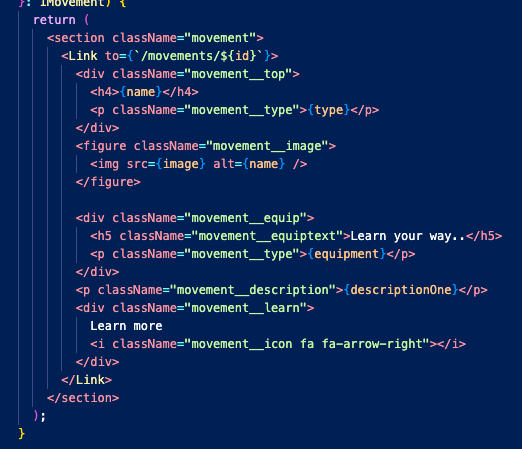 }: IMovement) {
  return (
    <section className="movement">
      <Link to={`/movements/${id}`}>
        <div className="movement__top">
          <h4>{name}</h4>
          <p className="movement__type">{type}</p>
        </div>
        <figure className="movement__image">
          <img src={image} alt={name} />
        </figure>

        <div className="movement__equip">
          <h5 className="movement__equiptext">Learn your way..</h5>
          <p className="movement__type">{equipment}</p>
        </div>
        <p className="movement__description">{descriptionOne}</p>
        <div className="movement__learn">
          Learn more
          <i className="movement__icon fa fa-arrow-right"></i>
        </div>
      </Link>
    </section>
  );
}